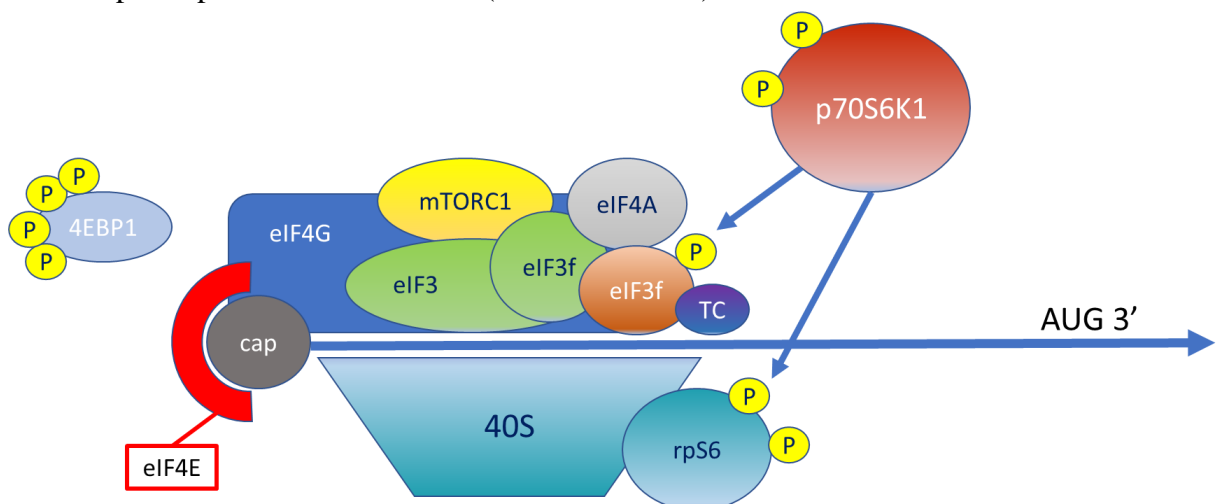 P
P
p70S6K1
P
P
P
P
4EBP1
mTORC1
eIF4A
eIF4G
P
eIF3f
eIF3
eIF3f
TC
AUG 3’
cap
P
40S
P
rpS6
eIF4E